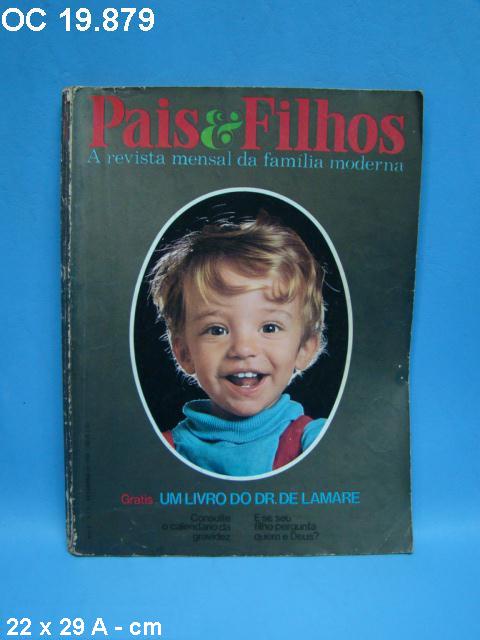 OC 19.879
Pais & Filhos
A revista mensal da família moderna
Gratis UM LIVRO DO DR. DE LAMARE
Consulte
o calendário da
gravidez
E se seu
filho pergunta
quem é Deus?
22 x 29 A - cm